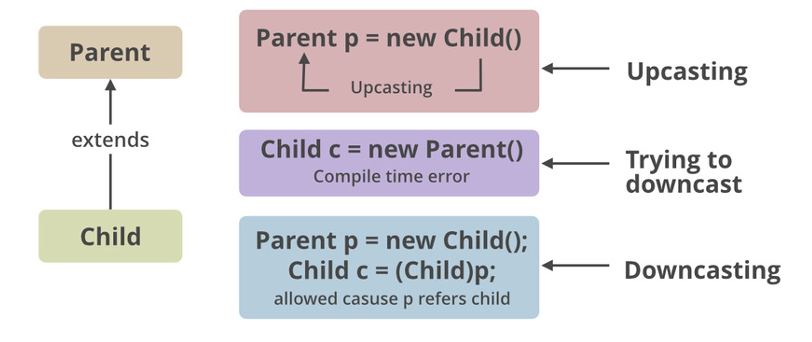 Parent
extends
Child
Parent p = new Child()
Upcasting
Upcasting
Child c = new Parent()
Compile time error
Trying to
downcast
Parent p = new Child();
Child c = (Child)p;
allowed casuse p refers child
Downcasting